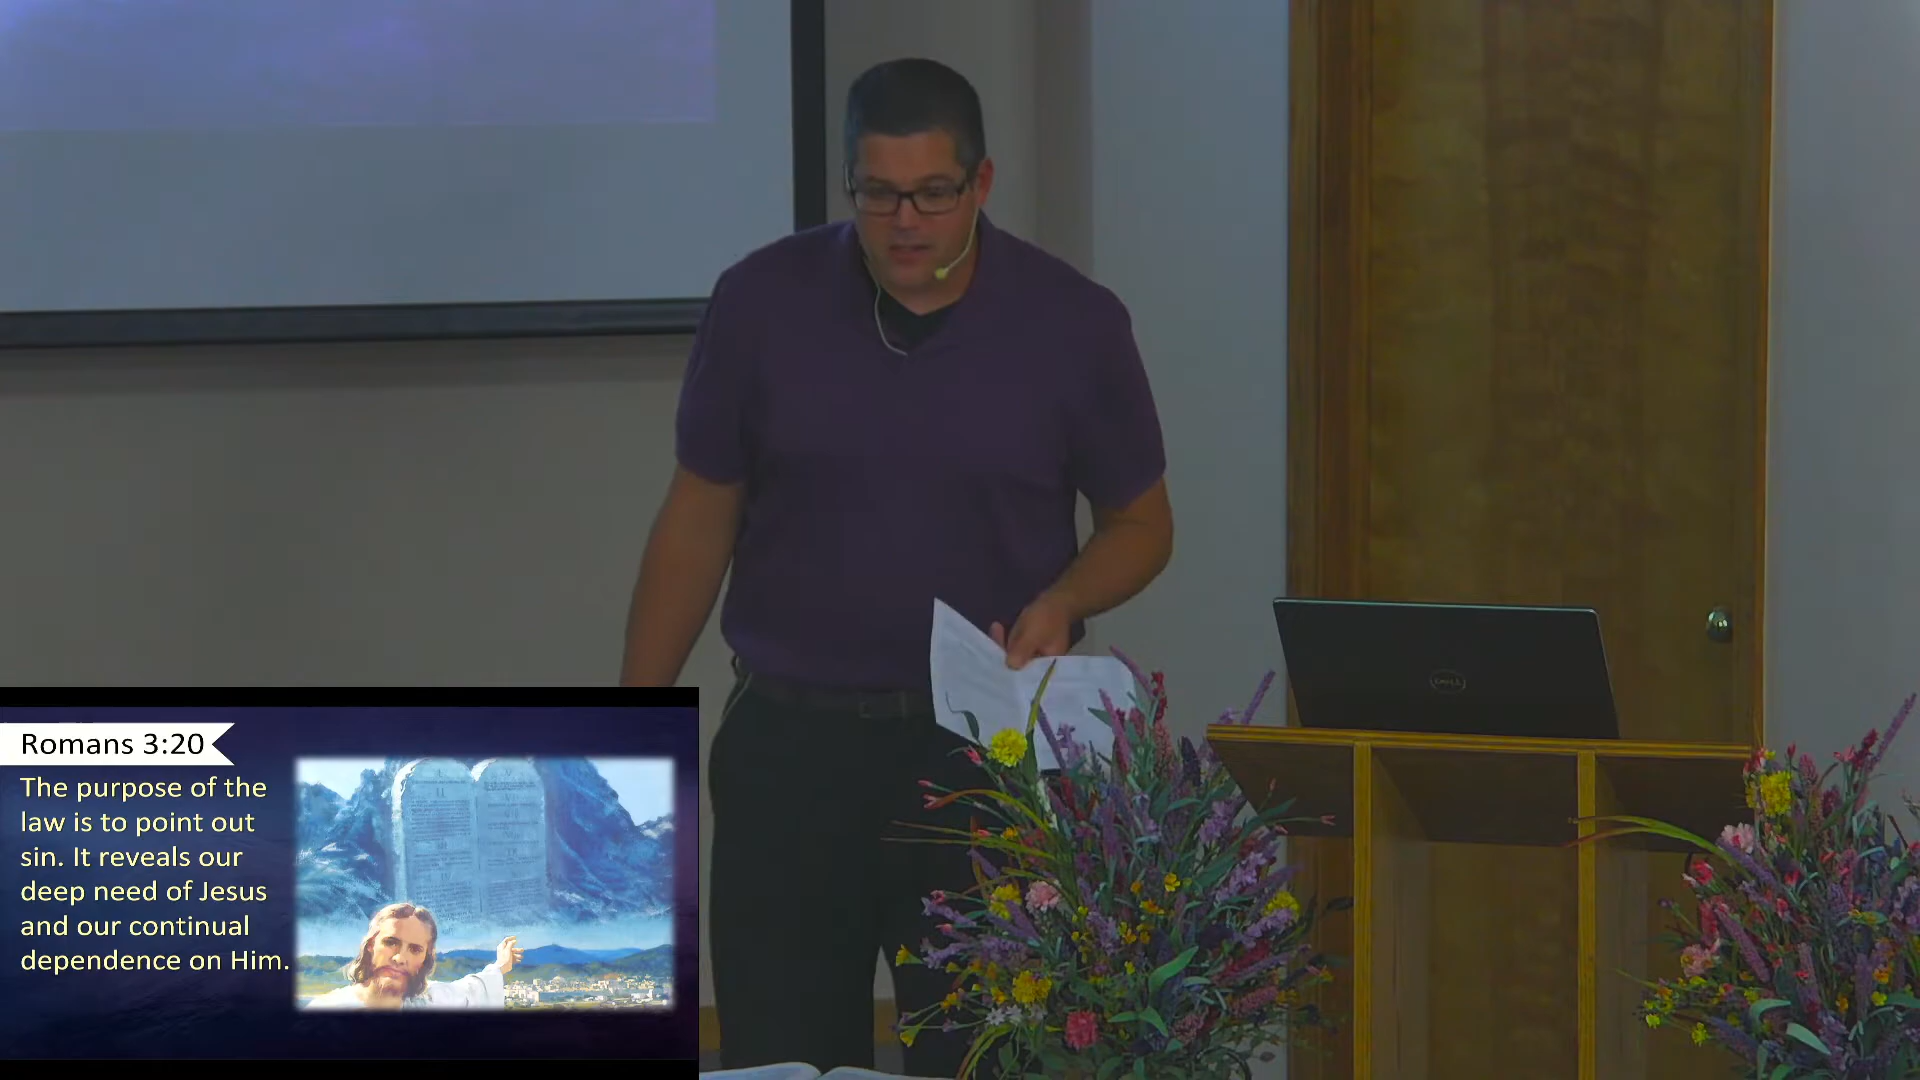 Romans 3:20
The purpose of the
law is to point out
sin. It reveals our
deep need of Jesus
and our continual
dependence on Him.
DELL